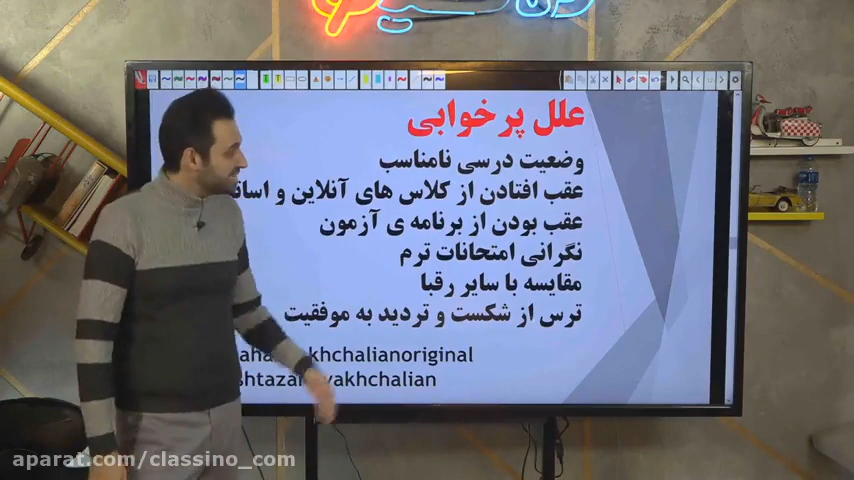 علل پرخوابی
وضعیت درسی نامناسب
عقب افتادن از کلاس های آنلاین و
عقب بودن از برنامه ی آزمون
نگرانی امتحانات ترم
مقایسه با سایر رقبا
ترس از شکست و تردید به موفقیت
khchalianoriginal
yakhchalian
aparat.com/classino_com